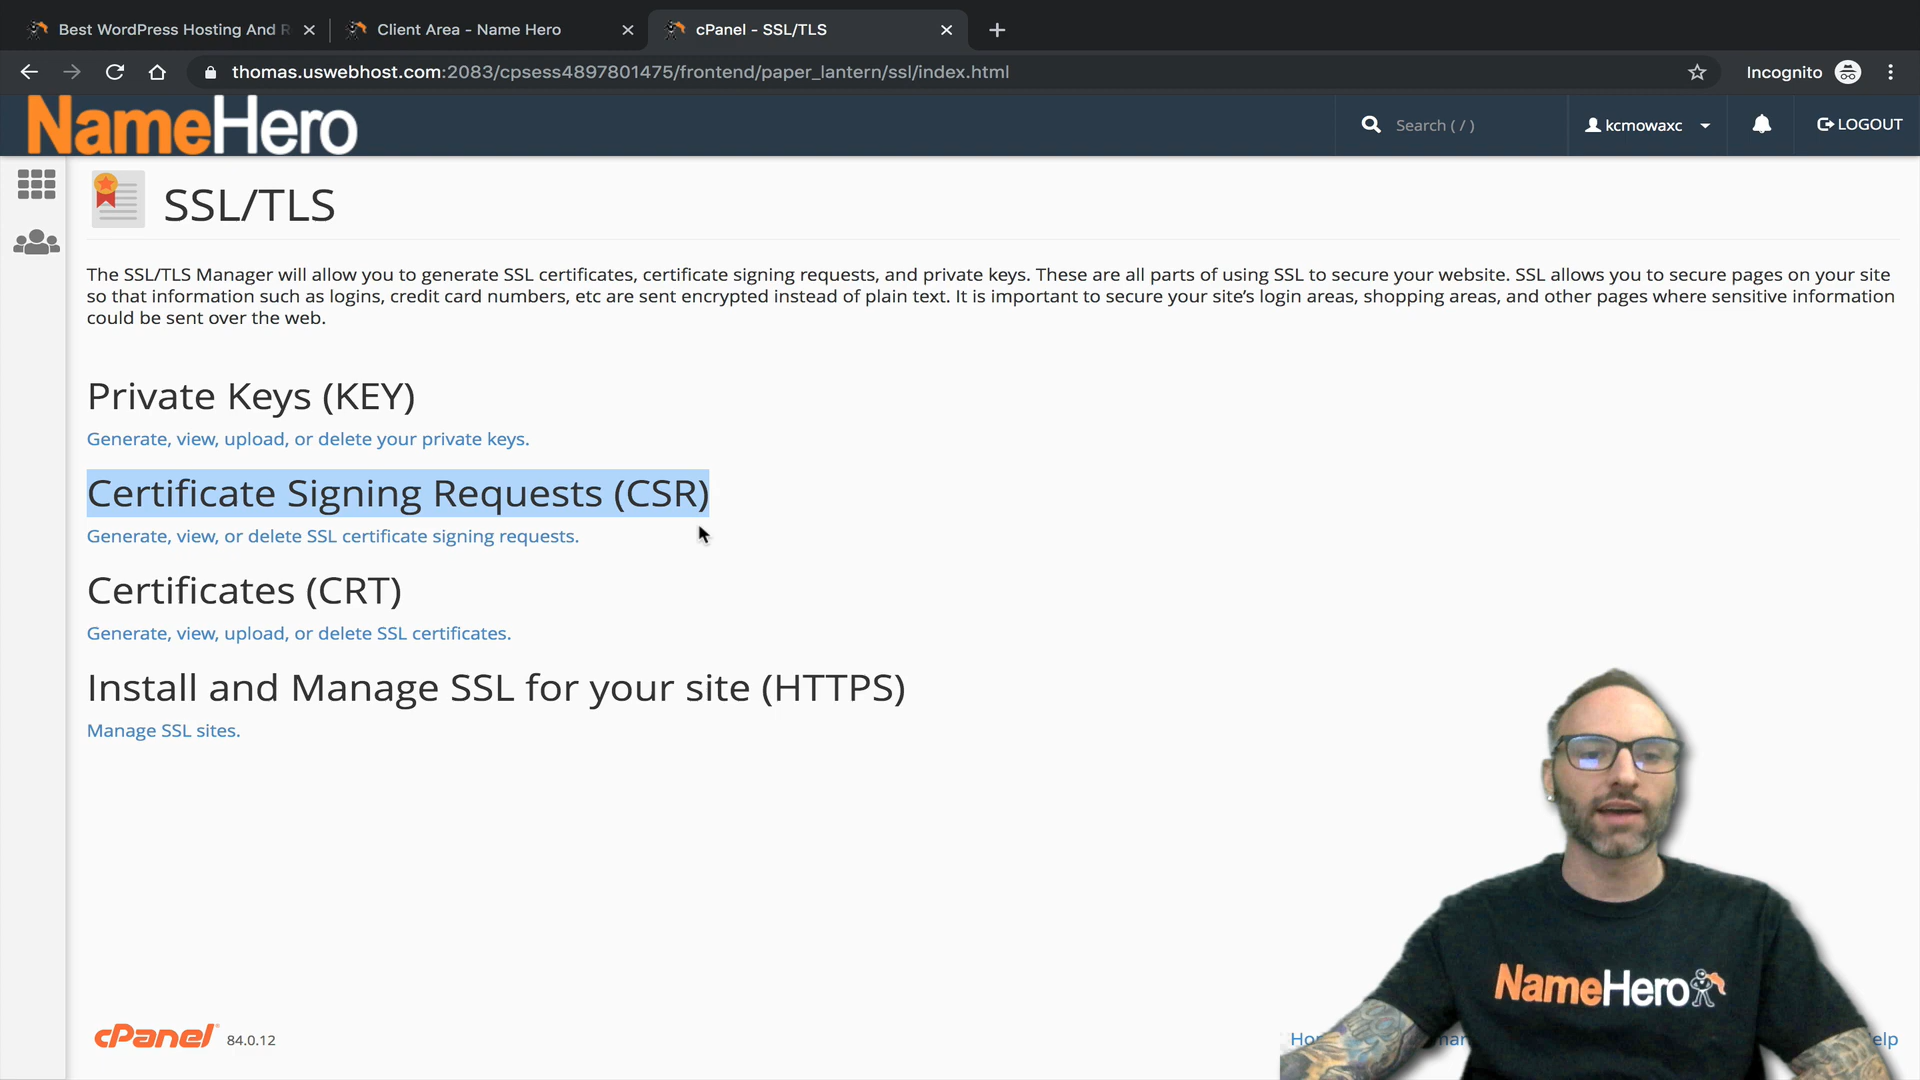 Best WordPress Hosting And R
Client Area - Name Hero
cPanel - SSL/TLS
thomas.uswebhost.com:2083/cpsess4897801475/frontend/paper_lantern/ssl/index.html
Incognito
NameHero
Search ( / )
kcmowaxc
LOGOUT
SSL/TLS
The SSL/TLS Manager will allow you to generate SSL certificates, certificate signing requests, and private keys. These are all parts of using SSL to secure your website. SSL allows you to secure pages on your site
so that information such as logins, credit card numbers, etc are sent encrypted instead of plain text. It is important to secure your site’s login areas, shopping areas, and other pages where sensitive information
could be sent over the web.
Private Keys (KEY)
Generate, view, upload, or delete your private keys.
Certificate Signing Requests (CSR)
Generate, view, or delete SSL certificate signing requests.
Certificates (CRT)
Generate, view, upload, or delete SSL certificates.
Install and Manage SSL for your site (HTTPS)
Manage SSL sites.
NameHero
cPanel 84.0.12